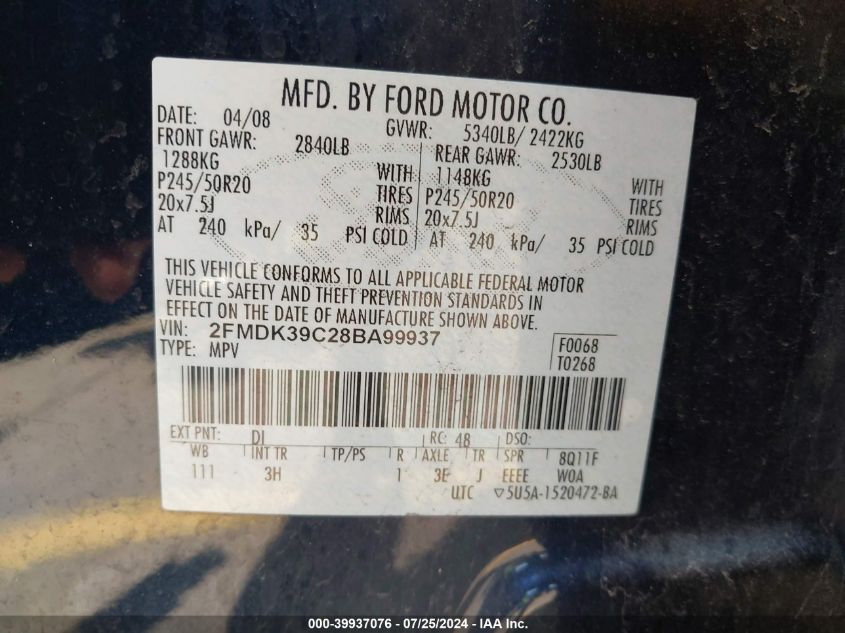 MFD. BY FORD MOTOR CO.
DATE: 04/08 GVWR: 5340LB/ 2422KG
FRONT GAWR: 2840LB REAR GAWR: 2530LB
1288KG WITH 1148KG WITH
P245/50R20 TIRES P245/50R20 TIRES
20x7.5J RIMS 20x7.5J RIMS
AT 240 kPa/ 35 PSI COLD AT 240 kPa/ 35 PSI COLD
THIS VEHICLE CONFORMS TO ALL APPLICABLE FEDERAL MOTOR
VEHICLE SAFETY AND THEFT PREVENTION STANDARDS IN
EFFECT ON THE DATE OF MANUFACTURE SHOWN ABOVE.
VIN: 2FMDK39C28BA99937 F0068
TYPE: MPV T0268
EXT PNT: DL RC: 48 DSO:
WB INT TR TP/PS R AXLE TR SPR 8Q11F
111 3H 1 3E J EEEE W0A
UTC ▽5U5A-1520472-BA
000-39937076 / 07/25/2024 - IAA Inc.